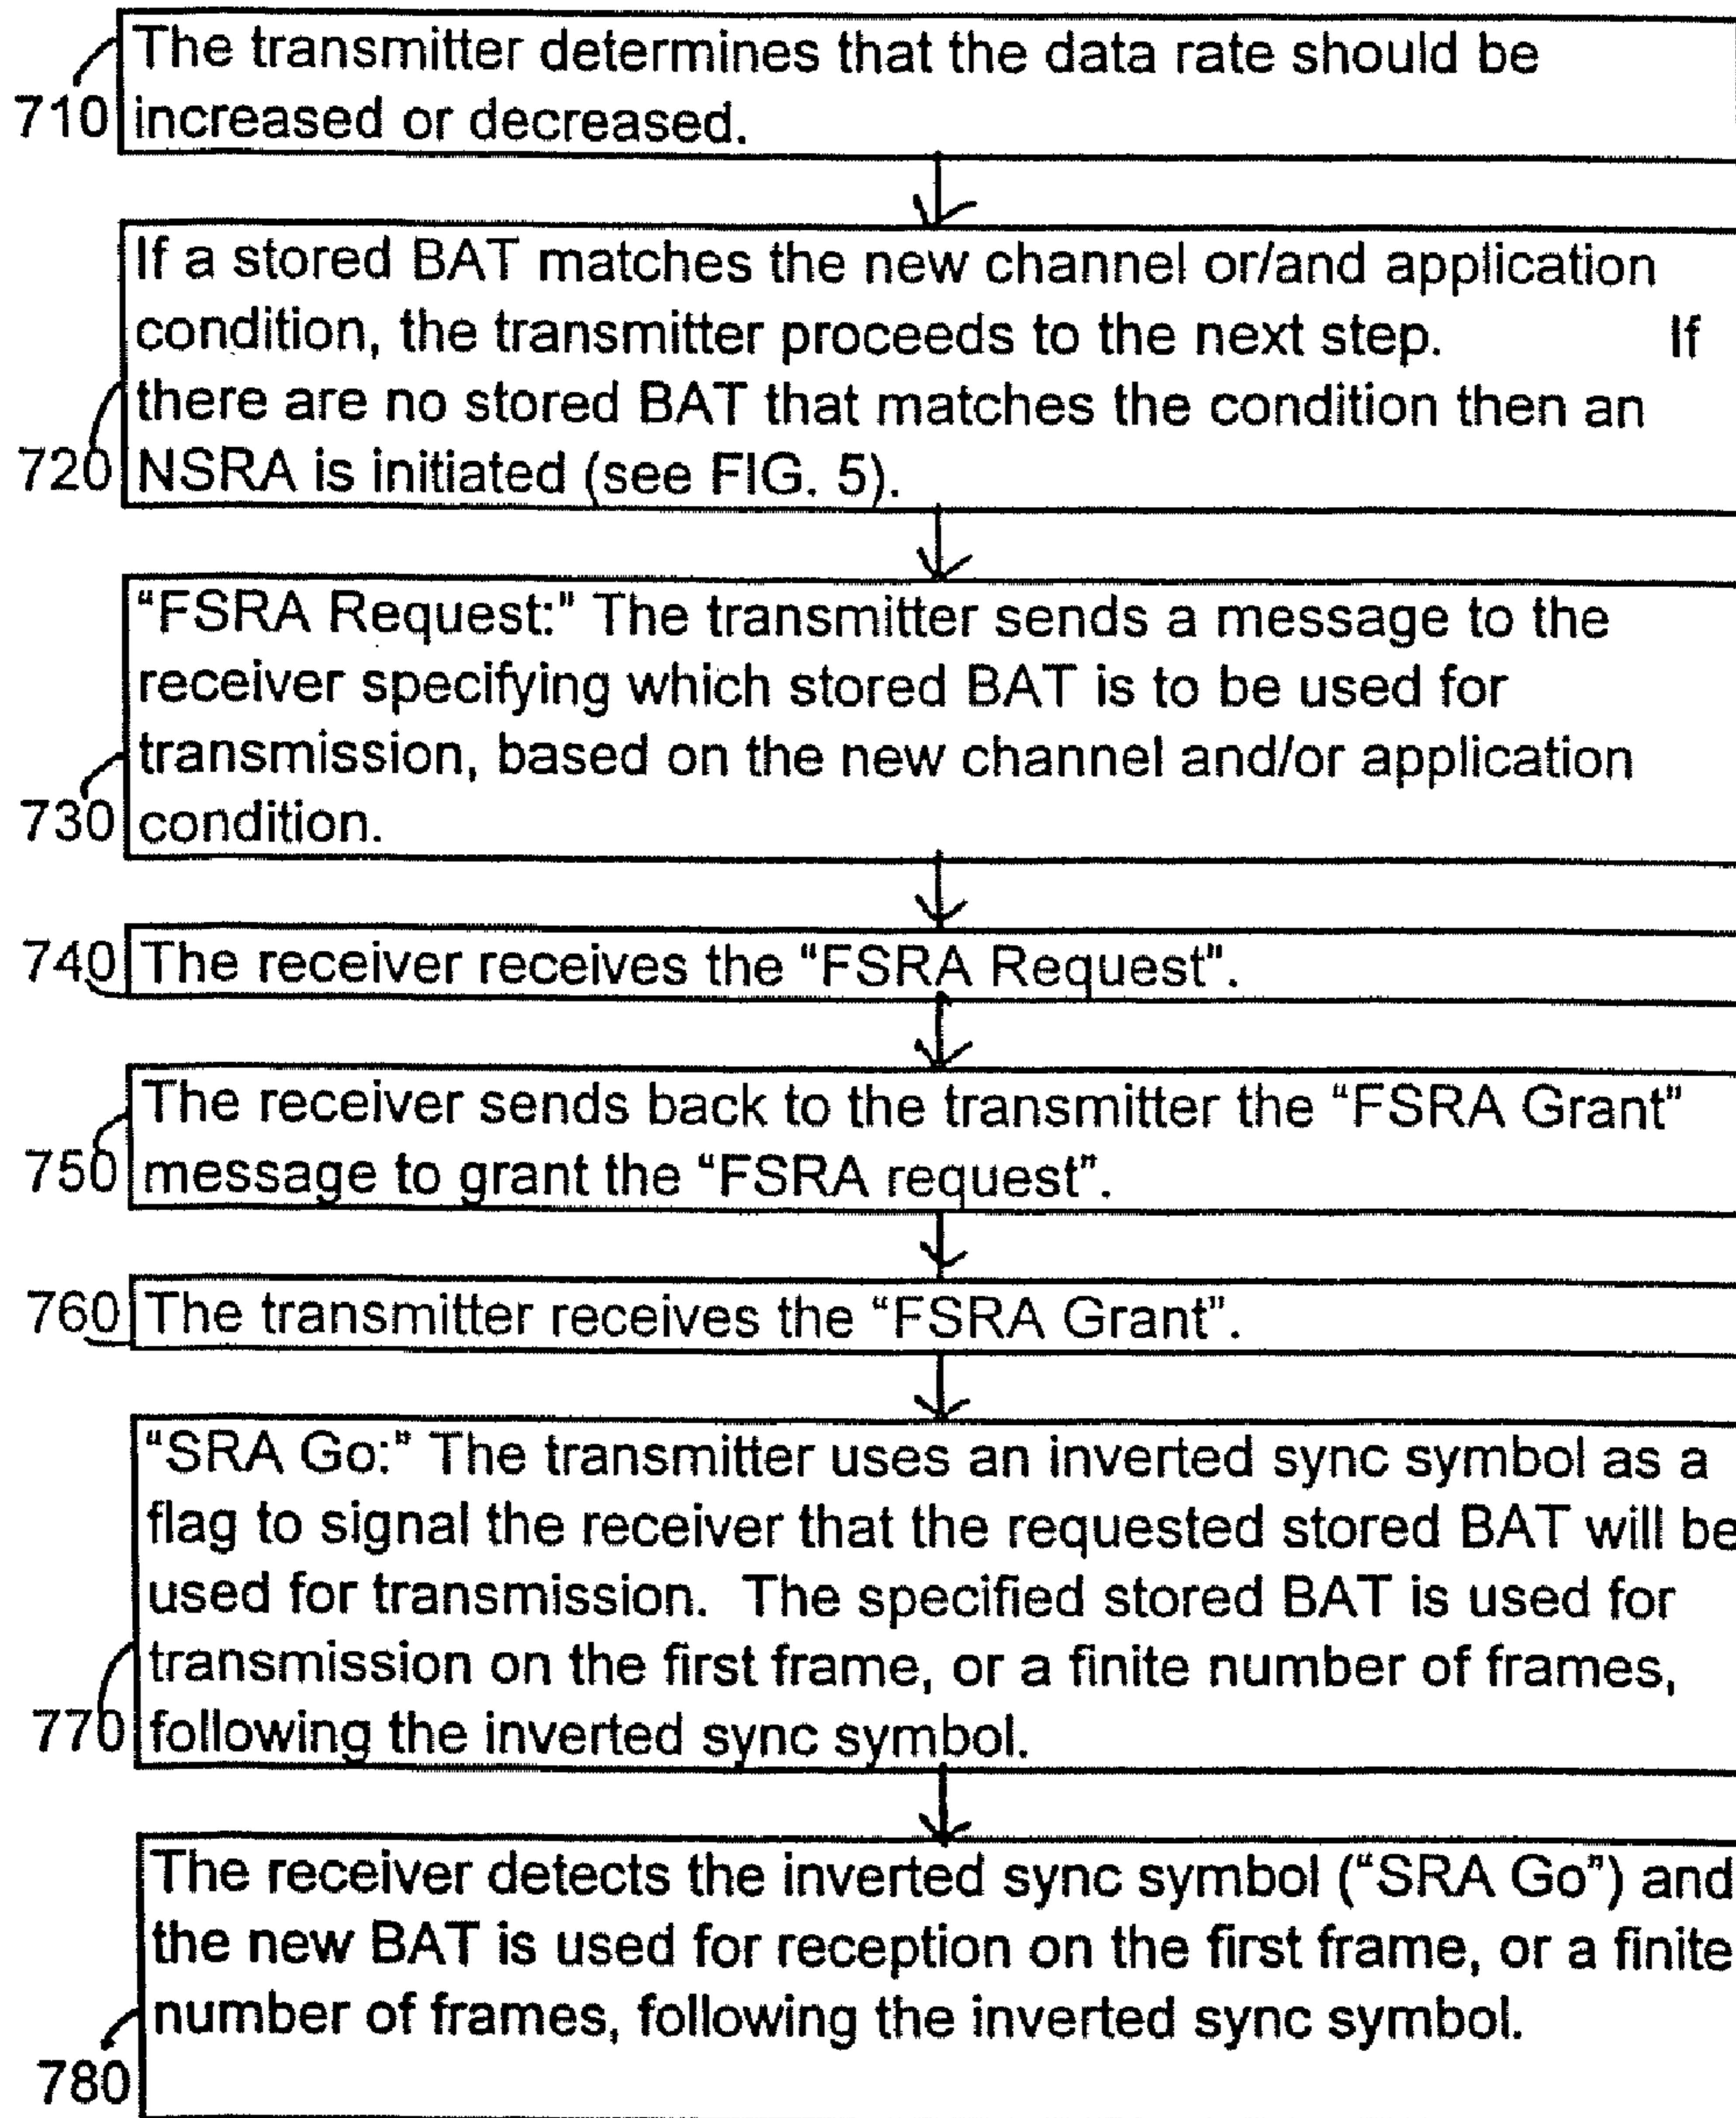 The transmitter determines that the data rate should be
710 increased or decreased.
If a stored BAT matches the new channel or/and application
condition, the transmitter proceeds to the next step. If
there are no stored BAT that matches the condition then an
720 NSRA is initiated (see FIG. 5).
“FSRA Request:” The transmitter sends a message to the
receiver specifying which stored BAT is to be used for
transmission, based on the new channel and/or application
730 condition.
740 The receiver receives the “FSRA Request”.
The receiver sends back to the transmitter the “FSRA Grant”
750 message to grant the “FSRA request”.
760 The transmitter receives the “FSRA Grant”.
“SRA Go:” The transmitter uses an inverted sync symbol as a
flag to signal the receiver that the requested stored BAT will be
used for transmission. The specified stored BAT is used for
transmission on the first frame, or a finite number of frames,
770 following the inverted sync symbol.
The receiver detects the inverted sync symbol (“SRA Go”) and
the new BAT is used for reception on the first frame, or a finite
number of frames, following the inverted sync symbol.
780